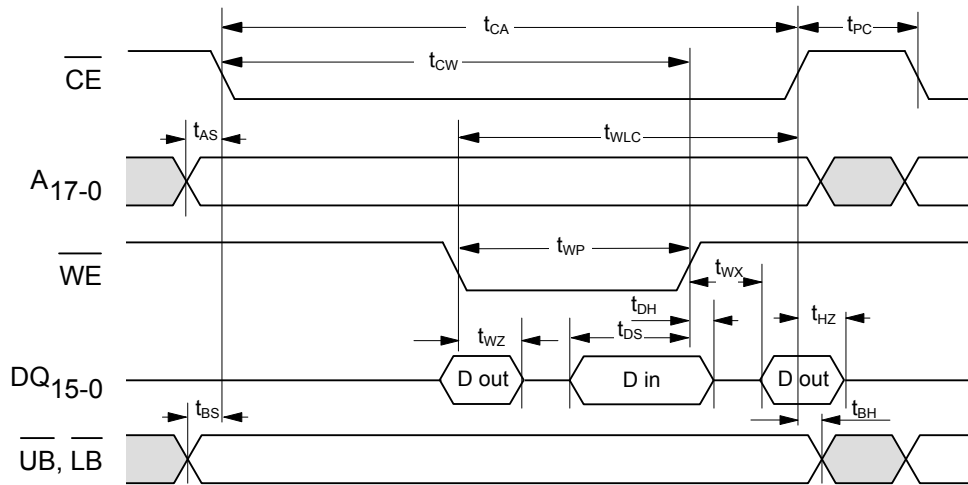 tCA
tPC
CE
tCW
tAS
tWLC
A17-0
WE
tWP
tWX
tDH
tHZ
tWZ
tDS
DQ15-0
D out
D in
D out
tBS
tBH
UB, LB